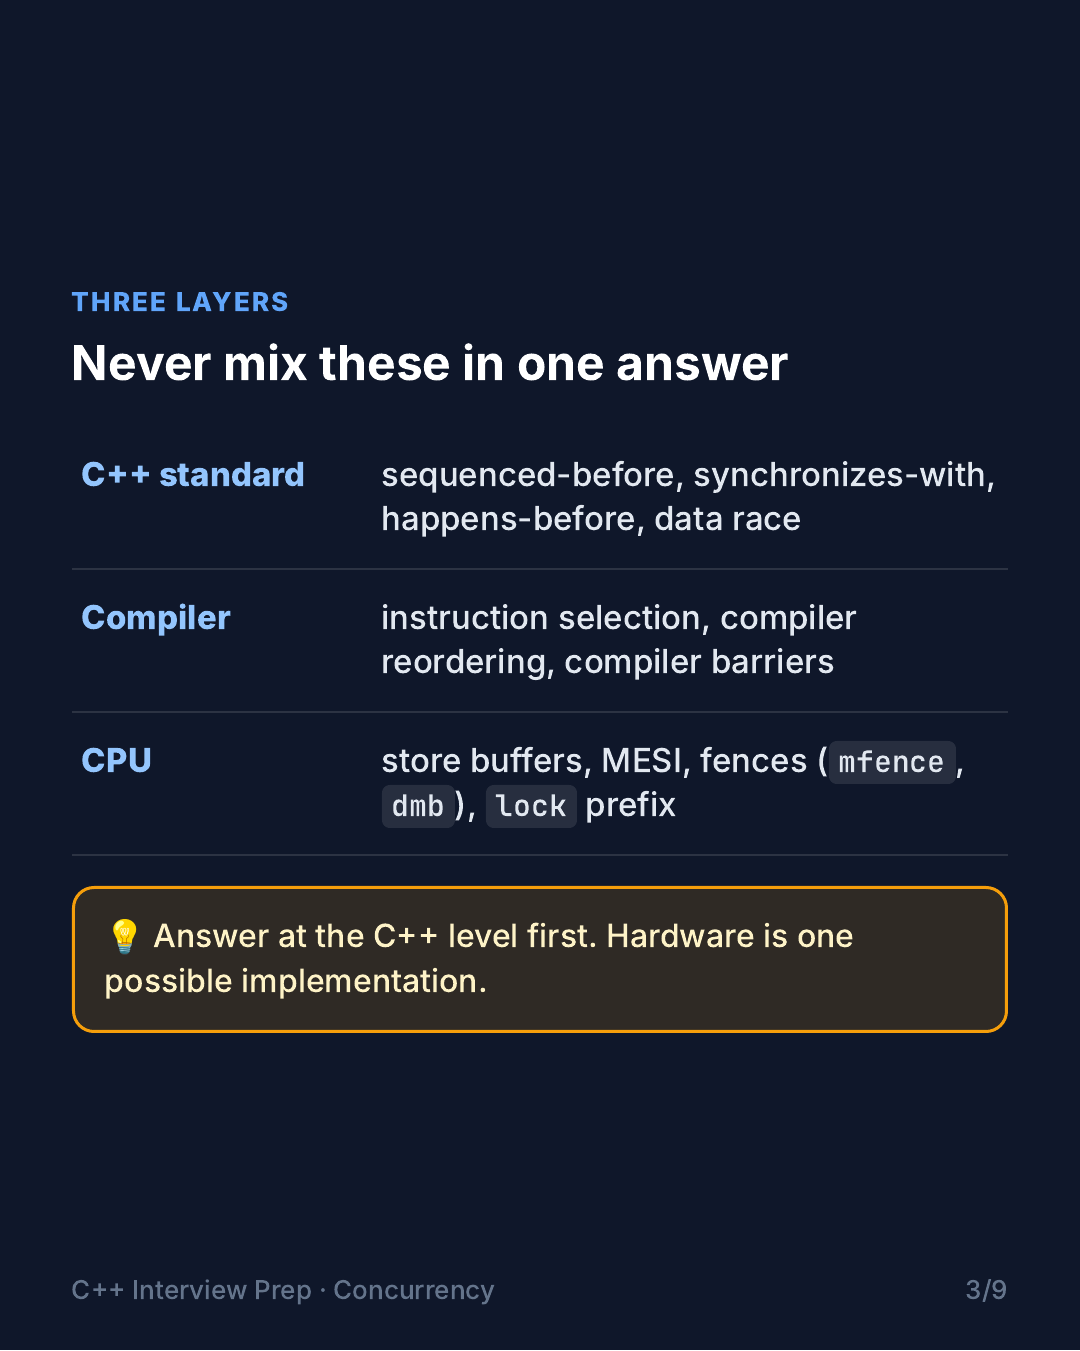 THREE LAYERS
Never mix these in one answer
C++ standard
sequenced-before, synchronizes-with,
happens-before, data race
Compiler
instruction selection, compiler
reordering, compiler barriers
CPU
store buffers, MESI, fences (mfence,
dmb), lock prefix
💡 Answer at the C++ level first. Hardware is one
possible implementation.
C++ Interview Prep · Concurrency
3/9